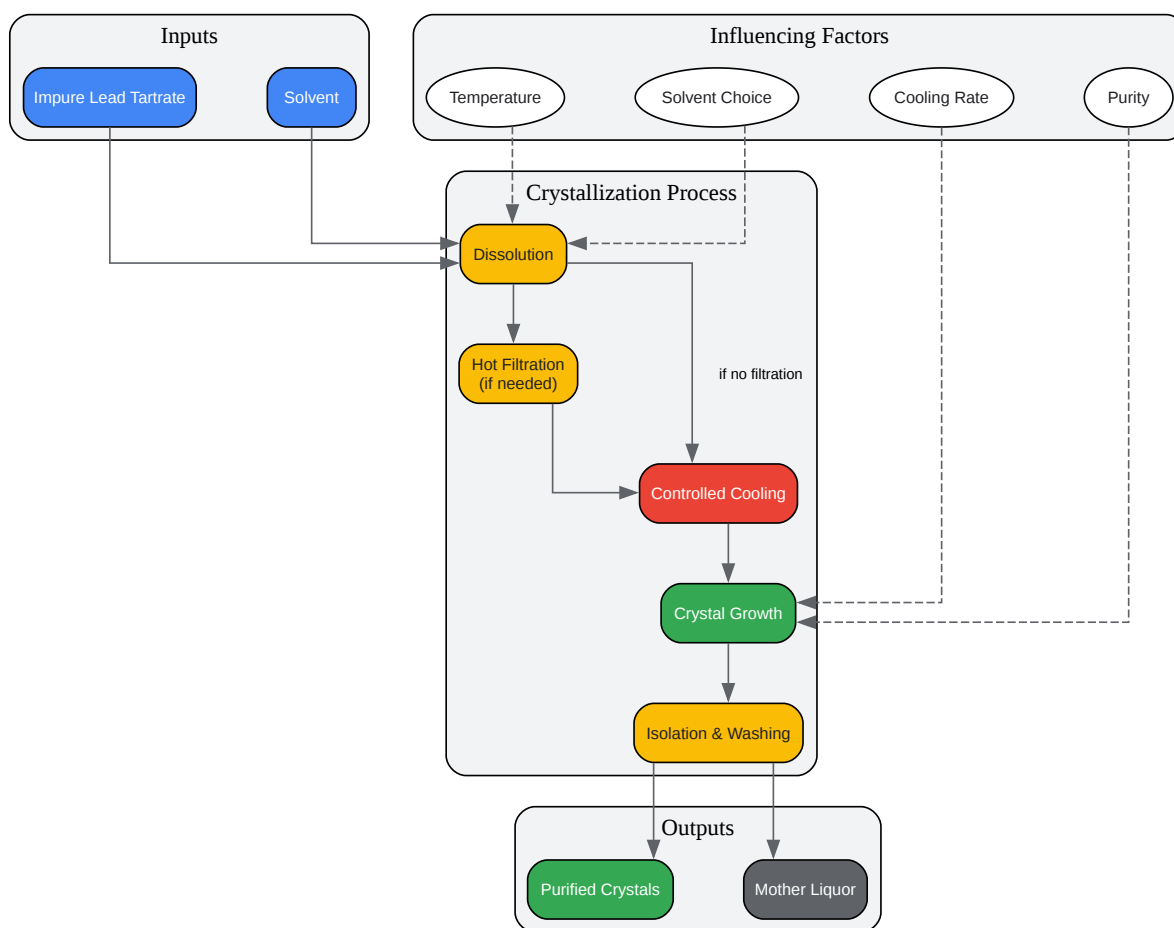 Inputs
Influencing Factors
Impure Lead Tartrate
Solvent
Temperature
Solvent Choice
Cooling Rate
Purity
Crystallization Process
Dissolution
Hot Filtration
(if needed)
if no filtration
Controlled Cooling
Crystal Growth
Isolation & Washing
Outputs
Purified Crystals
Mother Liquor